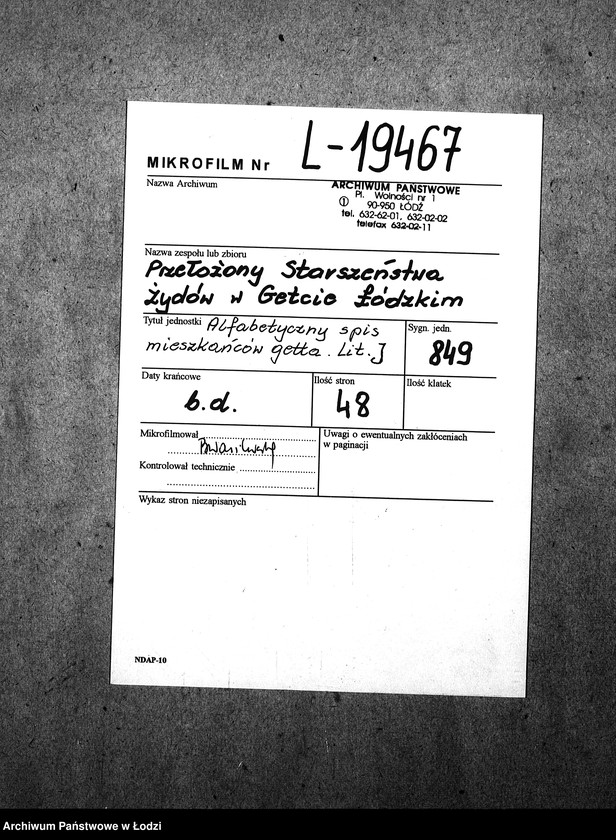 MIKROFILM Nr L-19467
Nazwa Archiwum
ARCHIWUM PAŃSTWOWE
Pl. Wolności nr 1
① 90-950 ŁÓDŹ
tel. 632-62-01, 632-02-02
telefax 632-02-11
Nazwa zespołu lub zbioru
Przełożony Starszeństwa
Żydów w Getcie Łódzkim
Tytuł jednostki Alfabetyczny spis
mieszkańców getta. Lit. J
Sygn. jedn.
849
Daty krańcowe
b.d.
Ilość stron
48
Ilość klatek
Mikrofilmował
Kontrolował technicznie
Uwagi o ewentualnych zakłóceniach
w paginacji
Wykaz stron niezapisanych
NDAP-10
Archiwum Państwowe w Łodzi